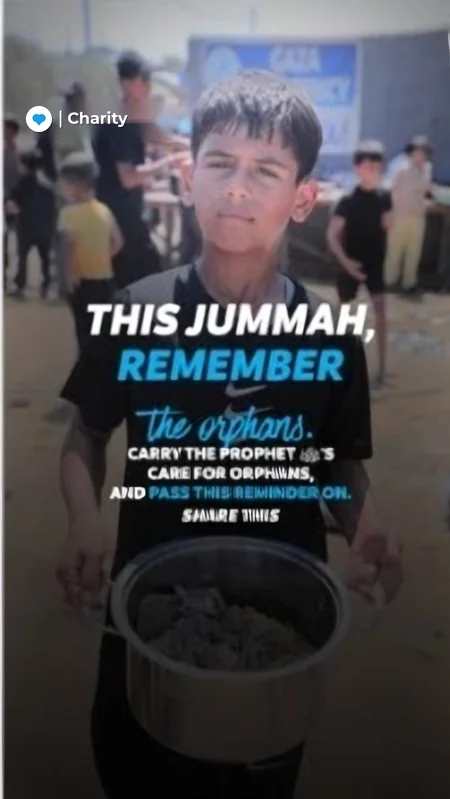 | Charity
GAZA
THIS JUMMAH,
REMEMBER
the orphans.
CARRY THE PROPHET ﷺ'S
CARE FOR ORPHANS,
AND PASS THIS REMINDER ON.
SHARE THIS